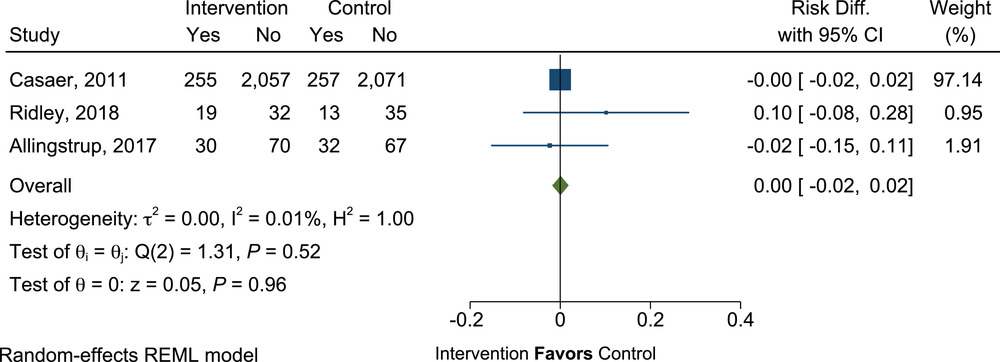 Intervention Control Risk Diff. Weight
Study Yes No Yes No with 95% CI (%)
Casaer, 2011 255 2,057 257 2,071 -0.00 [ -0.02, 0.02] 97.14
Ridley, 2018 19 32 13 35 0.10 [ -0.08, 0.28] 0.95
Allingstrup, 2017 30 70 32 67 -0.02 [ -0.15, 0.11] 1.91
Overall 0.00 [ -0.02, 0.02]
Heterogeneity: τ² = 0.00, I² = 0.01%, H² = 1.00
Test of θᵢ = θⱼ: Q(2) = 1.31, P = 0.52
Test of θ = 0: z = 0.05, P = 0.96
-0.2 0 0.2 0.4
Random-effects REML model Intervention Favors Control